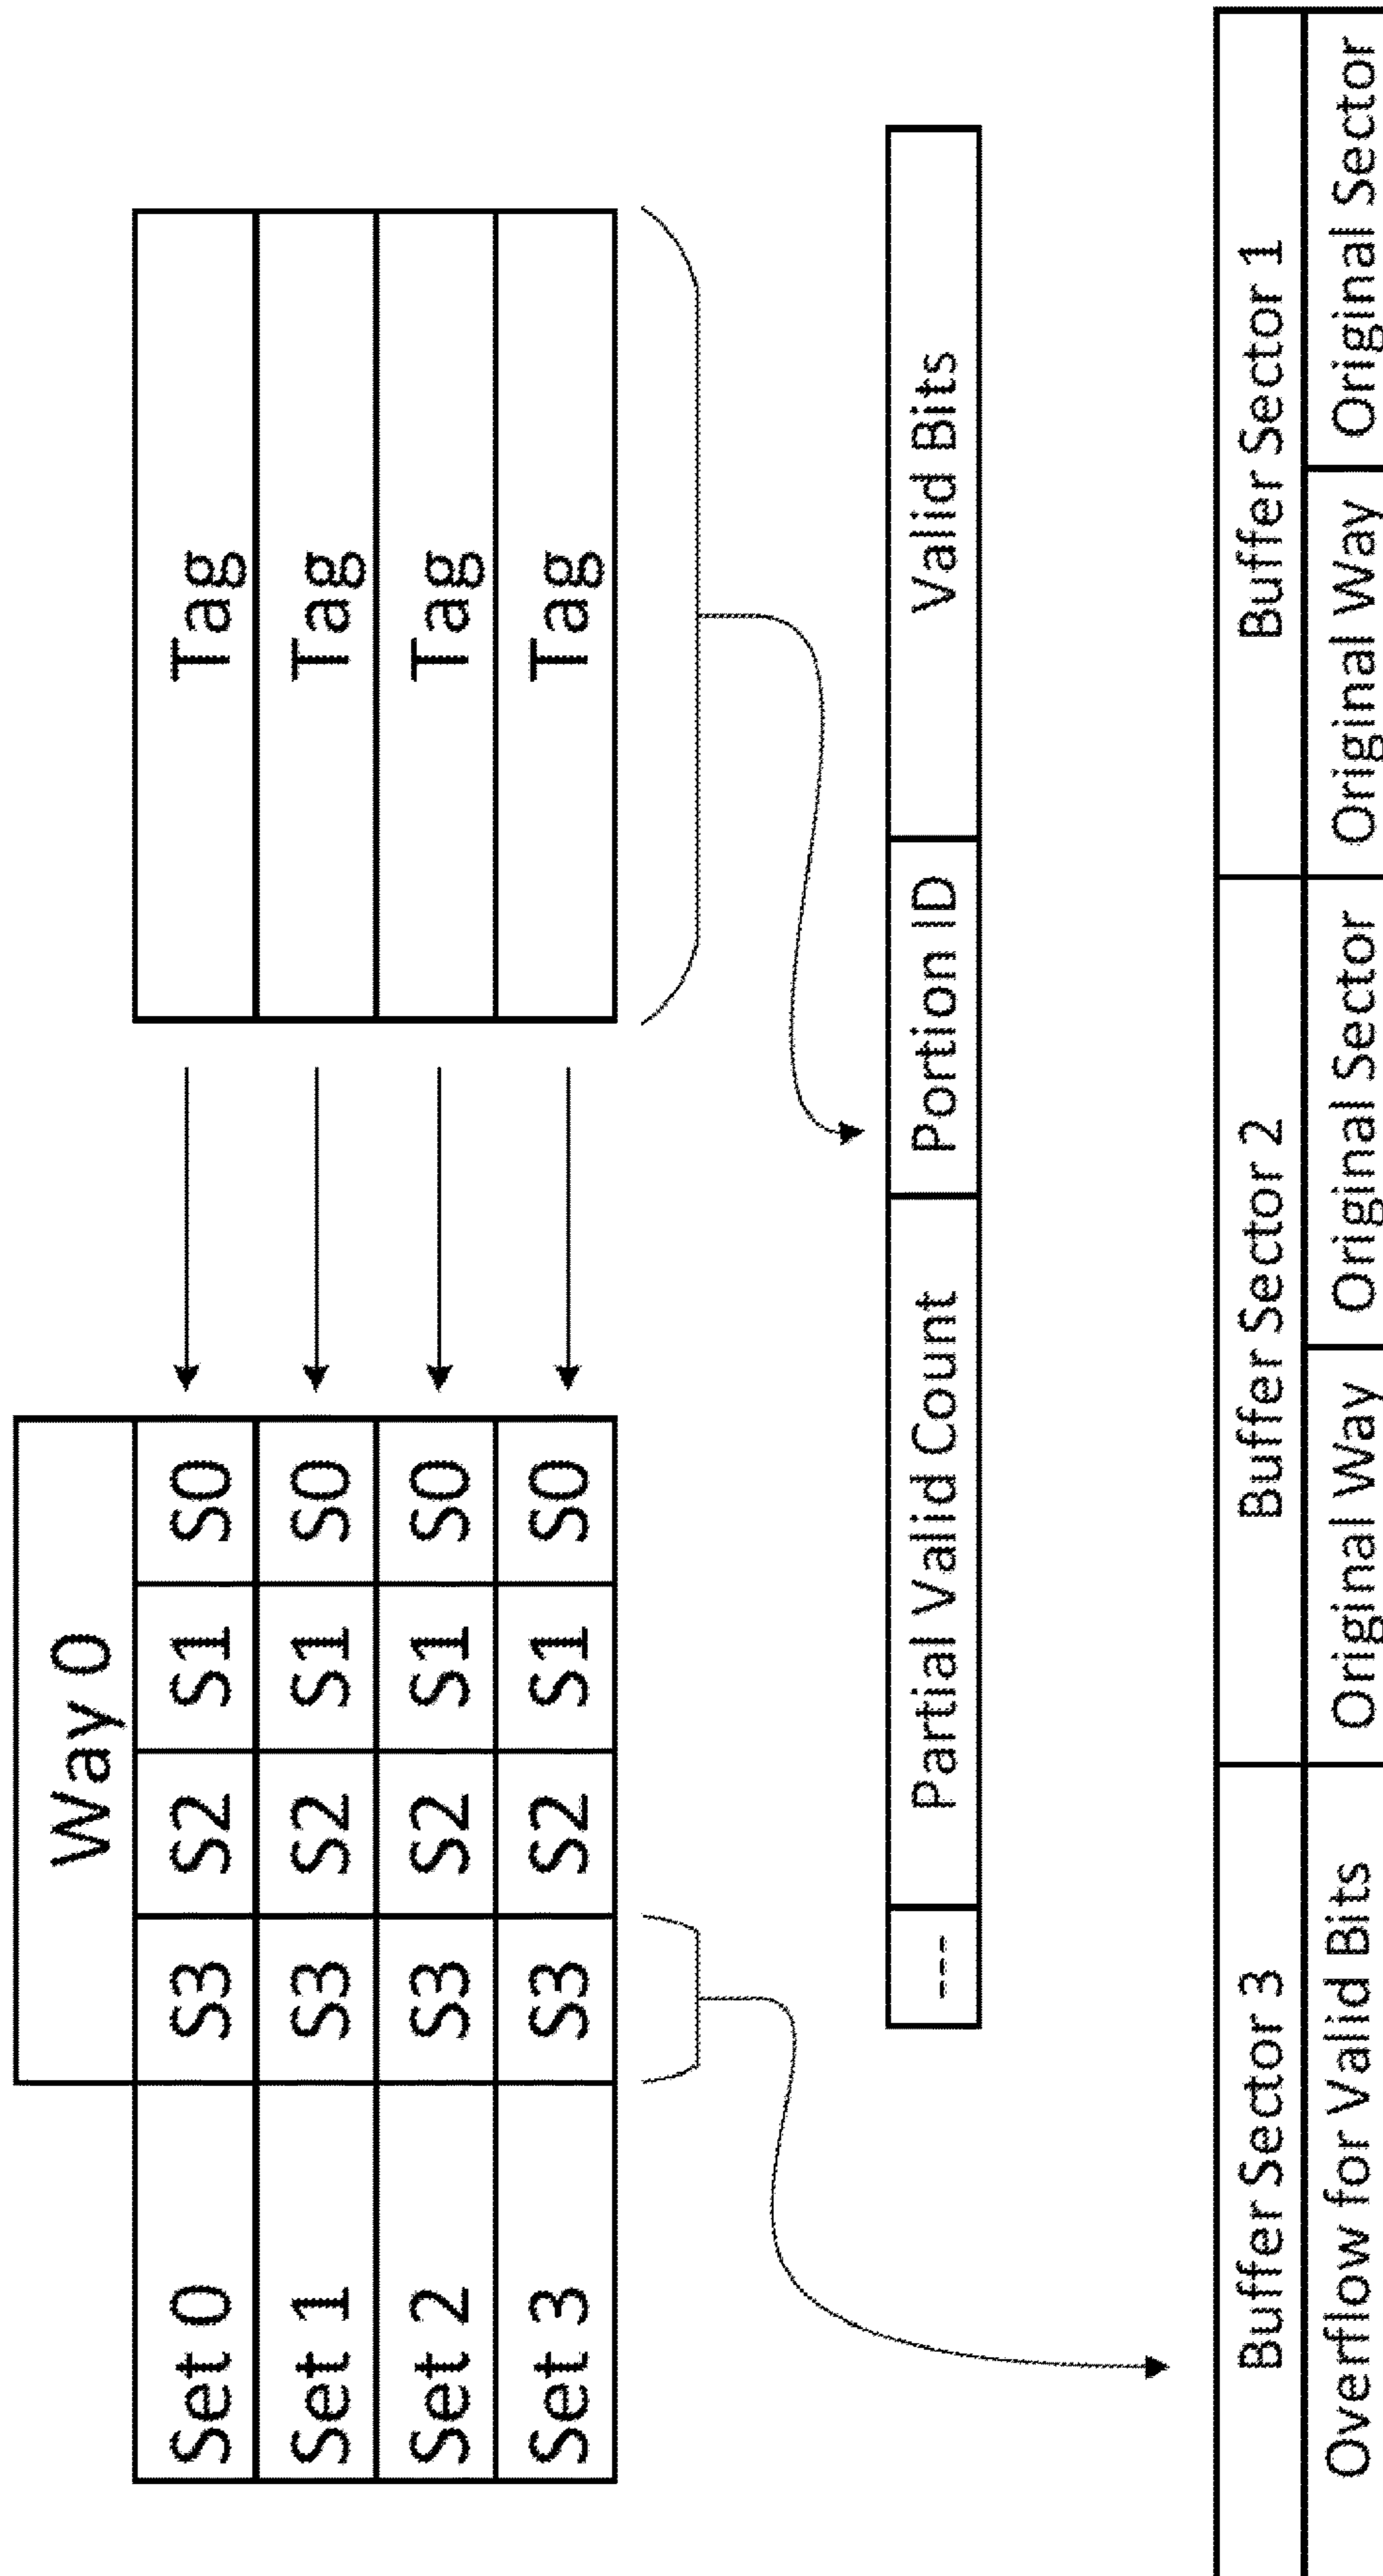 Way 0
Set 0 S3 S2 S1 S0 Tag
Set 1 S3 S2 S1 S0 Tag
Set 2 S3 S2 S1 S0 Tag
Set 3 S3 S2 S1 S0 Tag
--- Partial Valid Count Portion ID Valid Bits
Buffer Sector 3 Buffer Sector 2 Buffer Sector 1
Overflow for Valid Bits Original Way Original Sector Original Way Original Sector